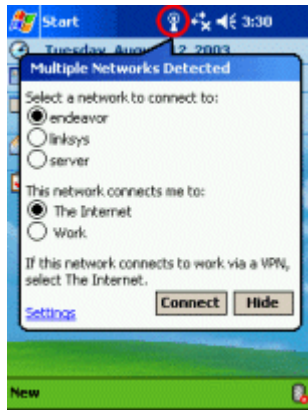 Start 3:30
Tuesday, August 12, 2003
Multiple Networks Detected
Select a network to connect to:
endeavor
linksys
server
This network connects me to:
The Internet
Work
If this network connects to work via a VPN,
select The Internet.
Settings Connect Hide
New